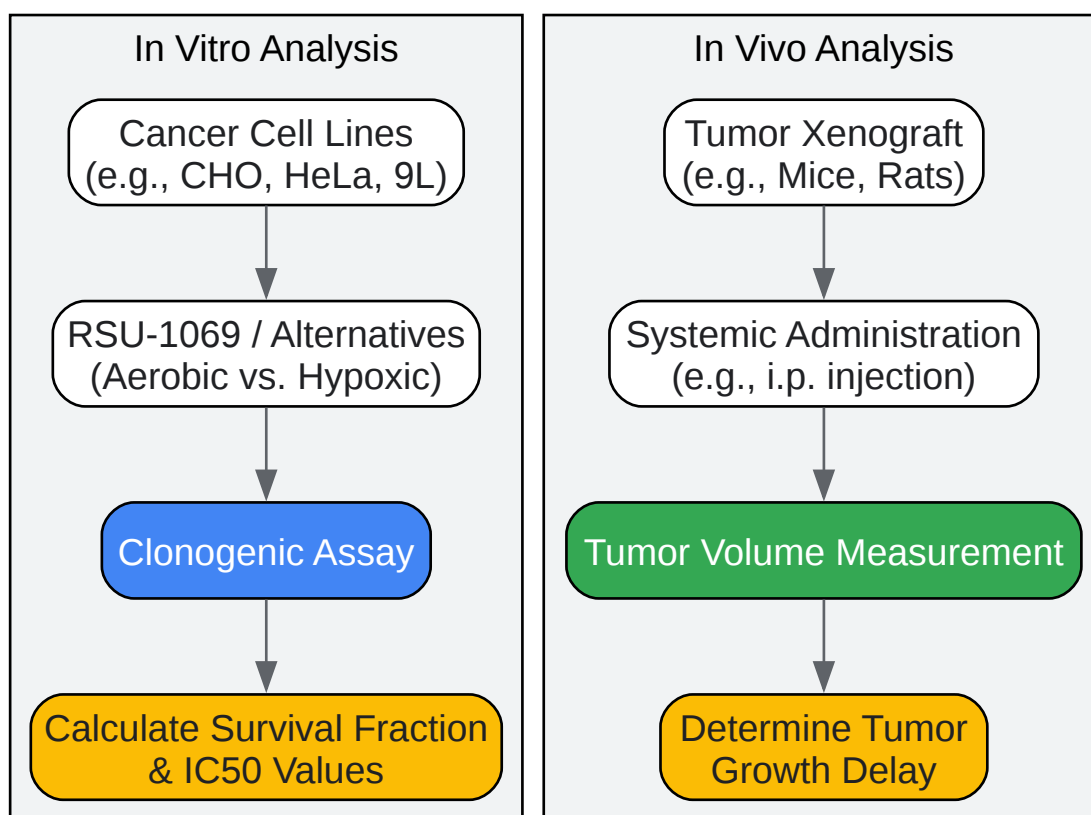 In Vitro Analysis
Cancer Cell Lines
(e.g., CHO, HeLa, 9L)
RSU-1069 / Alternatives
(Aerobic vs. Hypoxic)
Clonogenic Assay
Calculate Survival Fraction
& IC50 Values
In Vivo Analysis
Tumor Xenograft
(e.g., Mice, Rats)
Systemic Administration
(e.g., i.p. injection)
Tumor Volume Measurement
Determine Tumor
Growth Delay